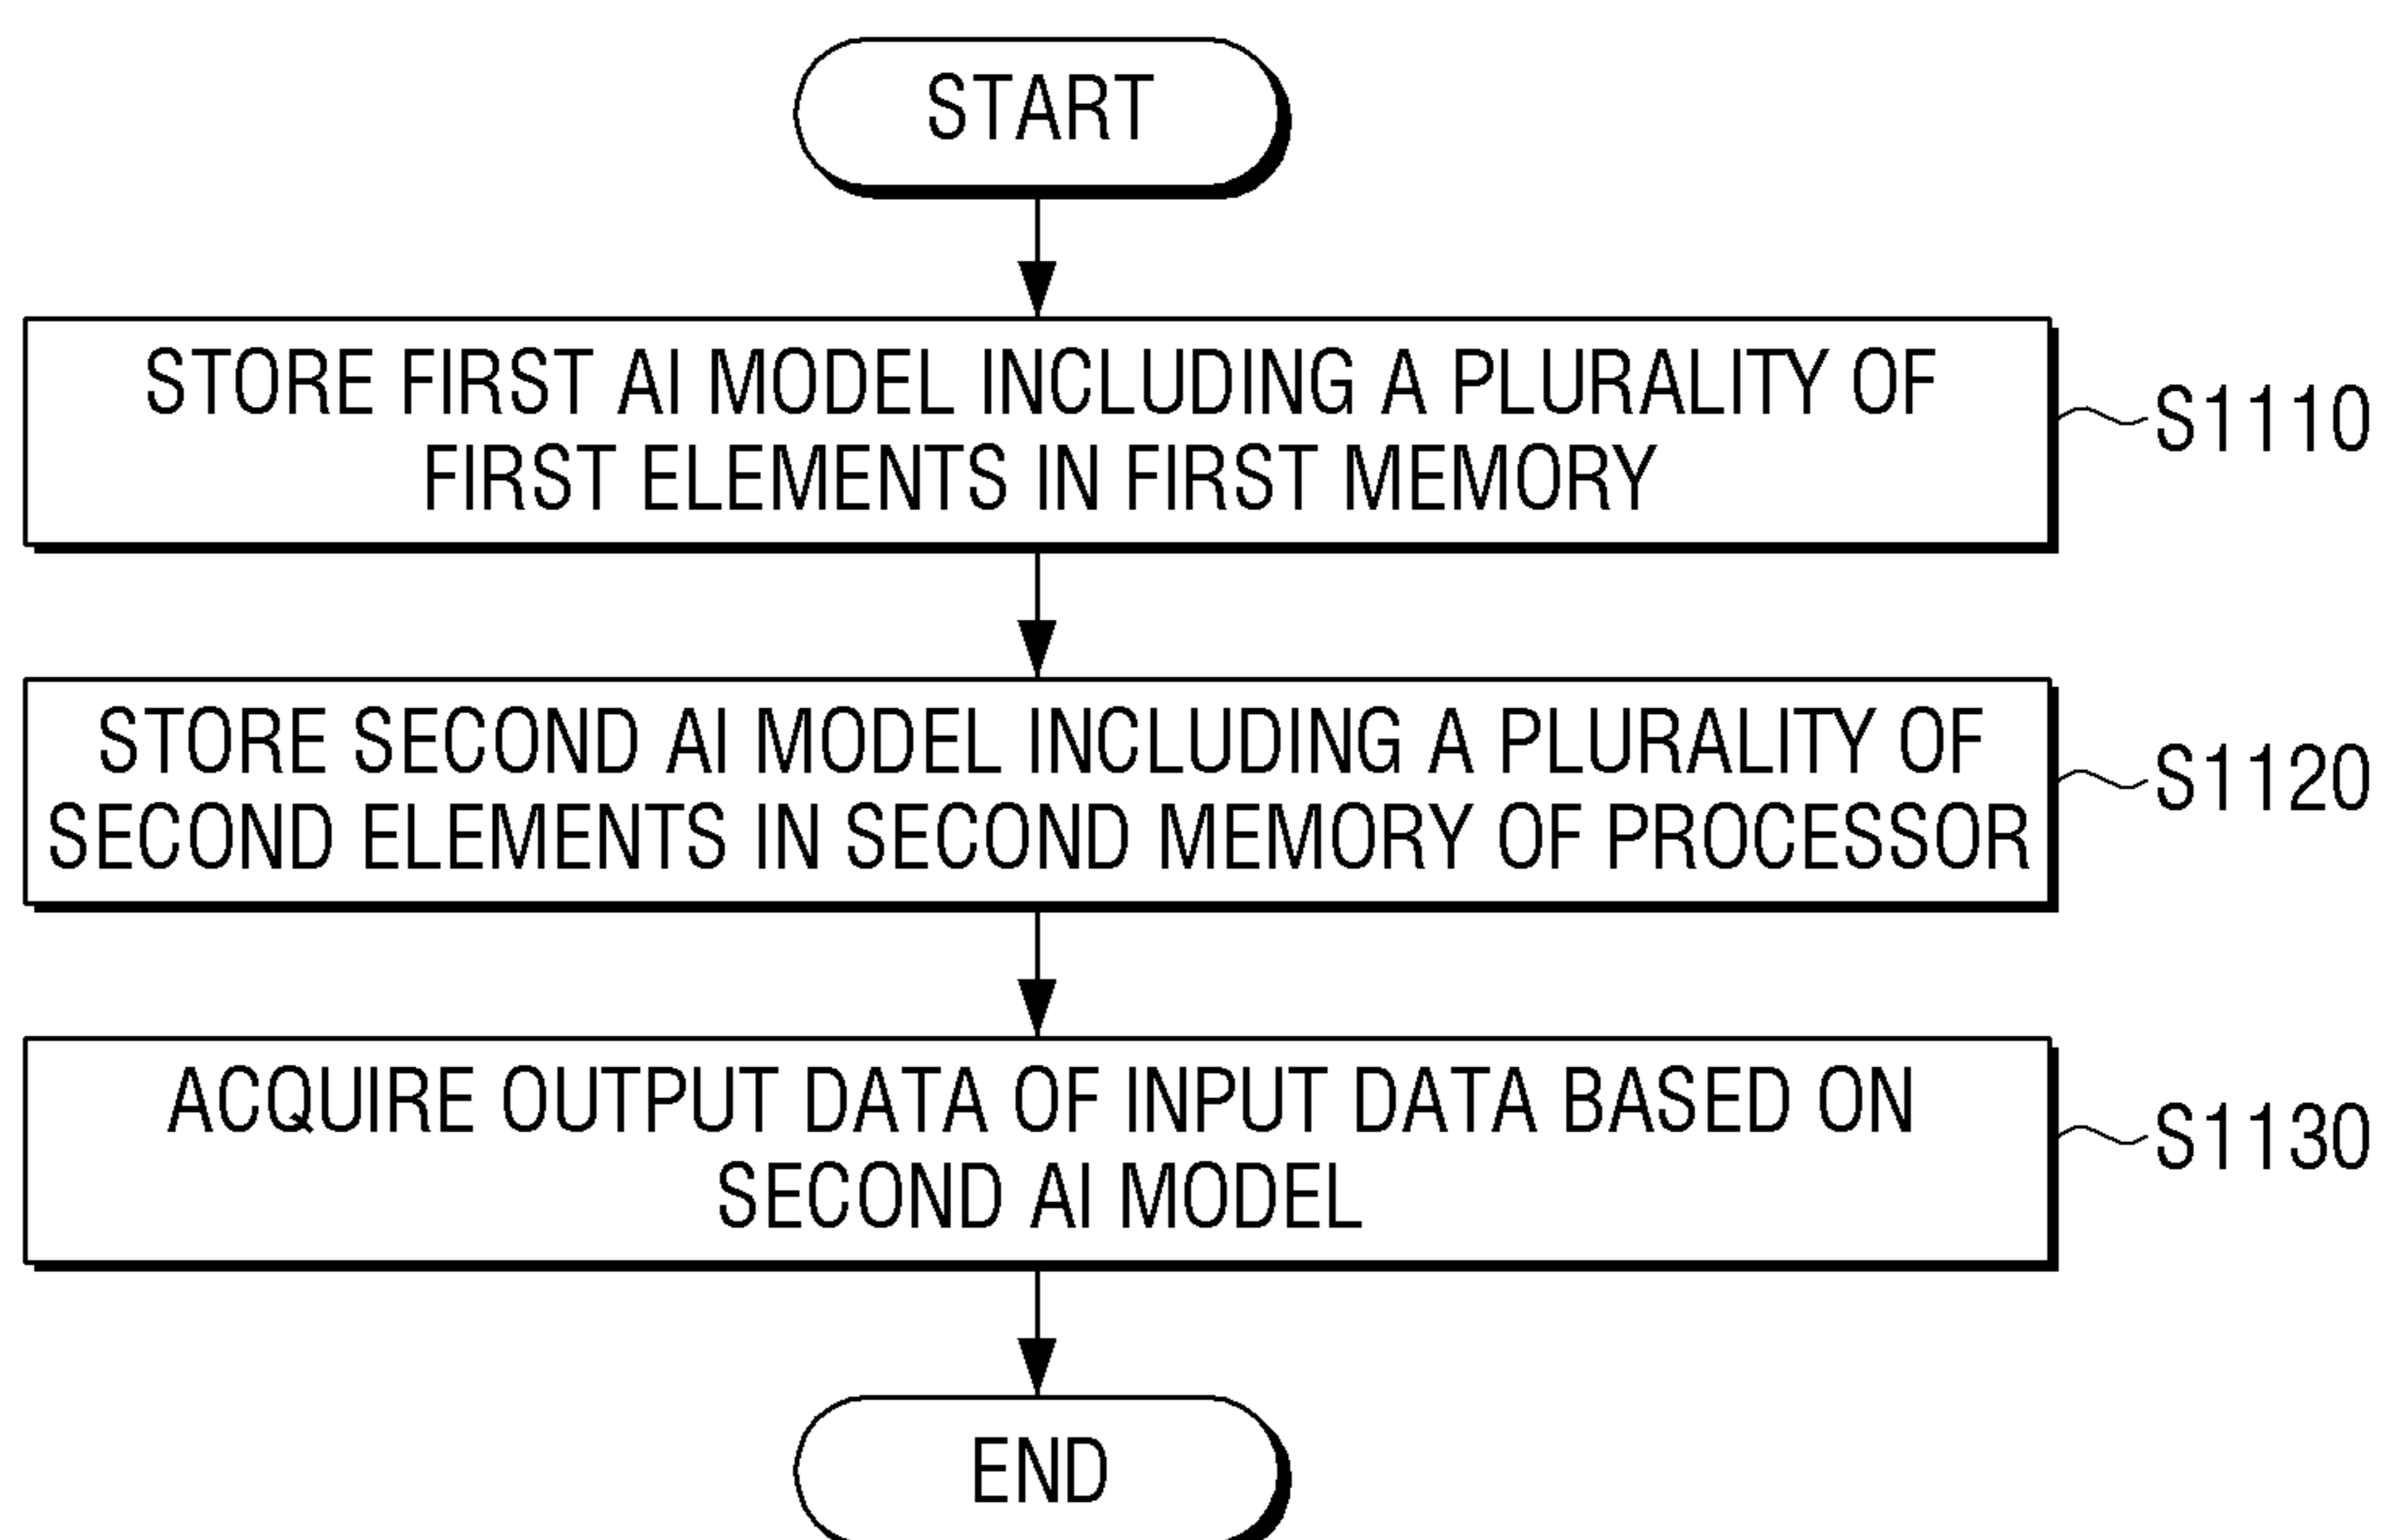 START
STORE FIRST AI MODEL INCLUDING A PLURALITY OF
FIRST ELEMENTS IN FIRST MEMORY
S1110
STORE SECOND AI MODEL INCLUDING A PLURALITY OF
SECOND ELEMENTS IN SECOND MEMORY OF PROCESSOR
S1120
ACQUIRE OUTPUT DATA OF INPUT DATA BASED ON
SECOND AI MODEL
S1130
END